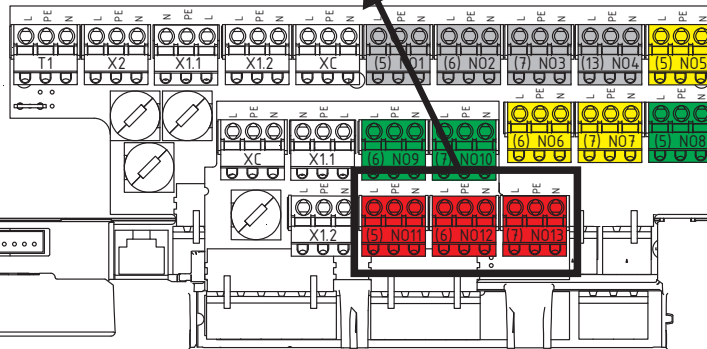 L PE N L PE N N PE L L PE N L PE N L PE N L PE N L PE N L PE N L PE N
T1 X2 X1.1 X1.2 XC (5) NO1 (6) NO2 (7) NO3 (13) NO4 (5) NO5
L PE N N PE L L PE N L PE N L PE N L PE N L PE N
XC X1.1 (6) NO9 (7) NO10 (6) NO6 (7) NO7 (5) NO8
L PE N L PE N L PE N L PE N
X1.2 (5) NO11 (6) NO12 (7) NO13